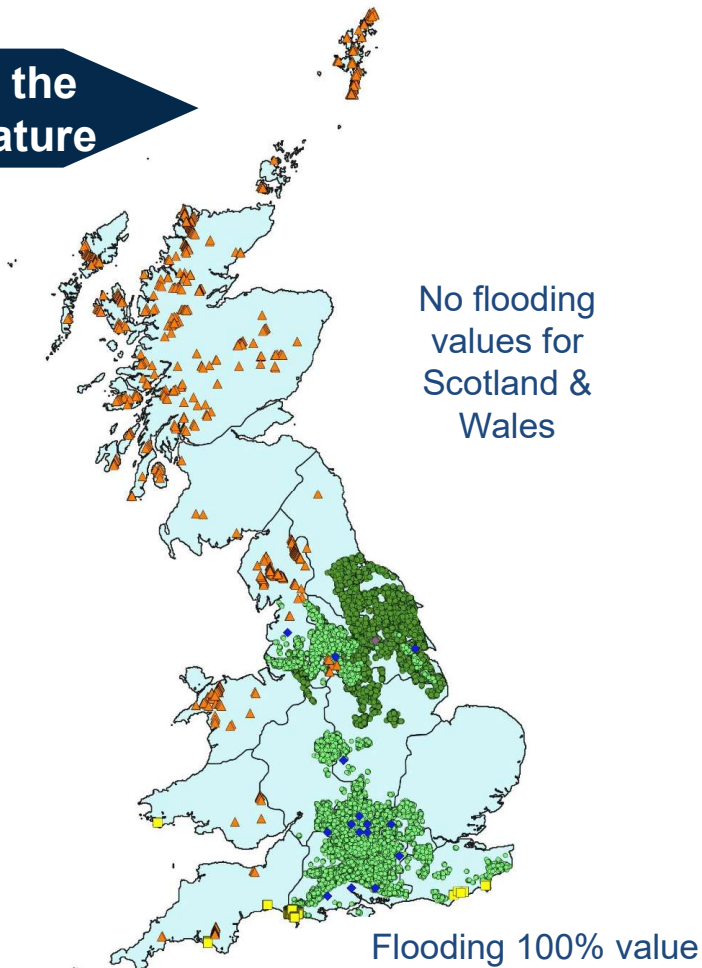 the
ature
No flooding
values for
Scotland &
Wales
Flooding 100% value